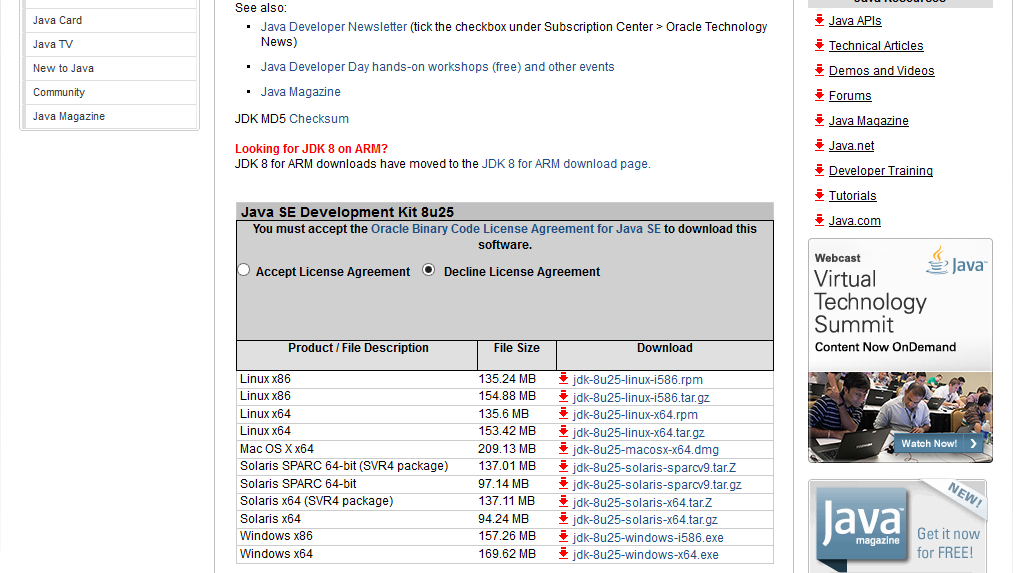 Java Card
Java TV
New to Java
Community
Java Magazine
See also:
Java Developer Newsletter (tick the checkbox under Subscription Center > Oracle Technology
News)
Java Developer Day hands-on workshops (free) and other events
Java Magazine
JDK MD5 Checksum
Looking for JDK 8 on ARM?
JDK 8 for ARM downloads have moved to the JDK 8 for ARM download page.
Java SE Development Kit 8u25
You must accept the Oracle Binary Code License Agreement for Java SE to download this
software.
Accept License Agreement Decline License Agreement
Product / File Description File Size Download
Linux x86 135.24 MB jdk-8u25-linux-i586.rpm
Linux x86 154.88 MB jdk-8u25-linux-i586.tar.gz
Linux x64 135.6 MB jdk-8u25-linux-x64.rpm
Linux x64 153.42 MB jdk-8u25-linux-x64.tar.gz
Mac OS X x64 209.13 MB jdk-8u25-macosx-x64.dmg
Solaris SPARC 64-bit (SVR4 package) 137.01 MB jdk-8u25-solaris-sparcv9.tar.Z
Solaris SPARC 64-bit 97.14 MB jdk-8u25-solaris-sparcv9.tar.gz
Solaris x64 (SVR4 package) 137.11 MB jdk-8u25-solaris-x64.tar.Z
Solaris x64 94.24 MB jdk-8u25-solaris-x64.tar.gz
Windows x86 157.26 MB jdk-8u25-windows-i586.exe
Windows x64 169.62 MB jdk-8u25-windows-x64.exe
Java Resources
Java APIs
Technical Articles
Demos and Videos
Forums
Java Magazine
Java.net
Developer Training
Tutorials
Java.com
Webcast
Java™
Virtual
Technology
Summit
Content Now OnDemand
Watch Now!
NEW!
Java™
magazine
Get it now
for FREE!